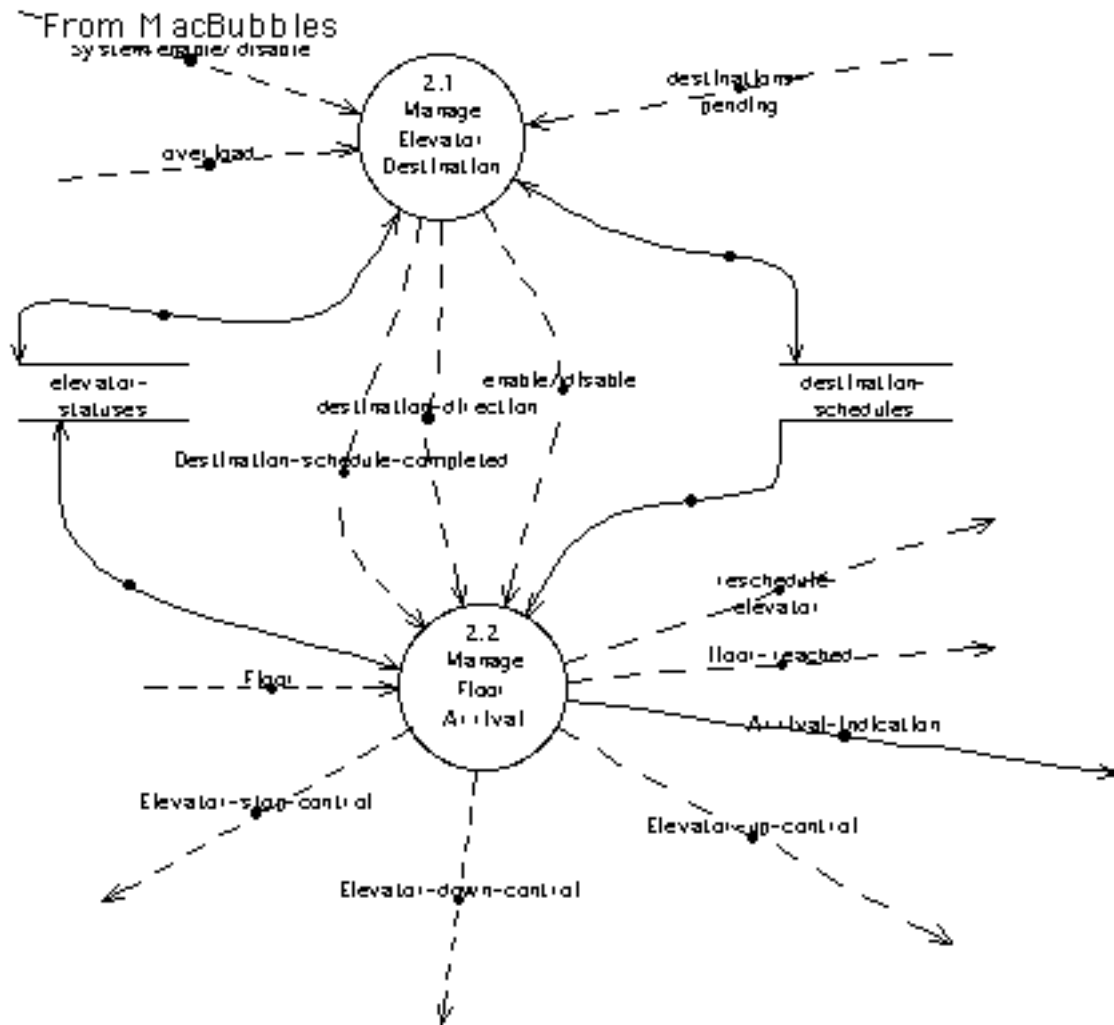 From MacBubbles
System-enable/disable
2.1
Manage
Elevator
Destination
destinations-
pending
overload
elevator-
statuses
enable/disable
destination-direction
Destination-schedule-completed
destination-
schedules
reschedule-
elevator
2.2
Manage
Floor
Arrival
Floor
floor-reached
Arrival-indication
Elevator-stop-control
Elevator-up-control
Elevator-down-control